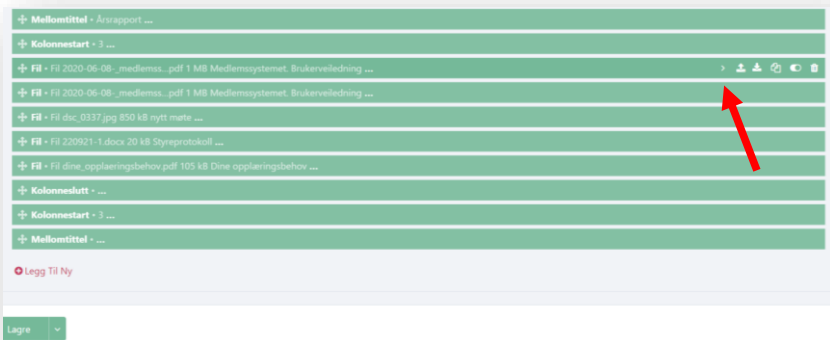 Mellomtittel • Årsrapport ...
Kolonnestart • 3 ...
Fil • Fil 2020-06-08-_medlemss...pdf 1 MB Medlemssystemet. Brukerveiledning ...
Fil • Fil 2020-06-08-_medlemss...pdf 1 MB Medlemssystemet. Brukerveiledning ...
Fil • Fil dsc_0337.jpg 850 kB nytt møte ...
Fil • Fil 220921-1.docx 20 kB Styreprotokoll ...
Fil • Fil dine_opplaeringsbehov.pdf 105 kB Dine opplæringsbehov ...
Kolonneslutt • ...
Kolonnestart • 3 ...
Mellomtittel • ...
Legg Til Ny
Lagre